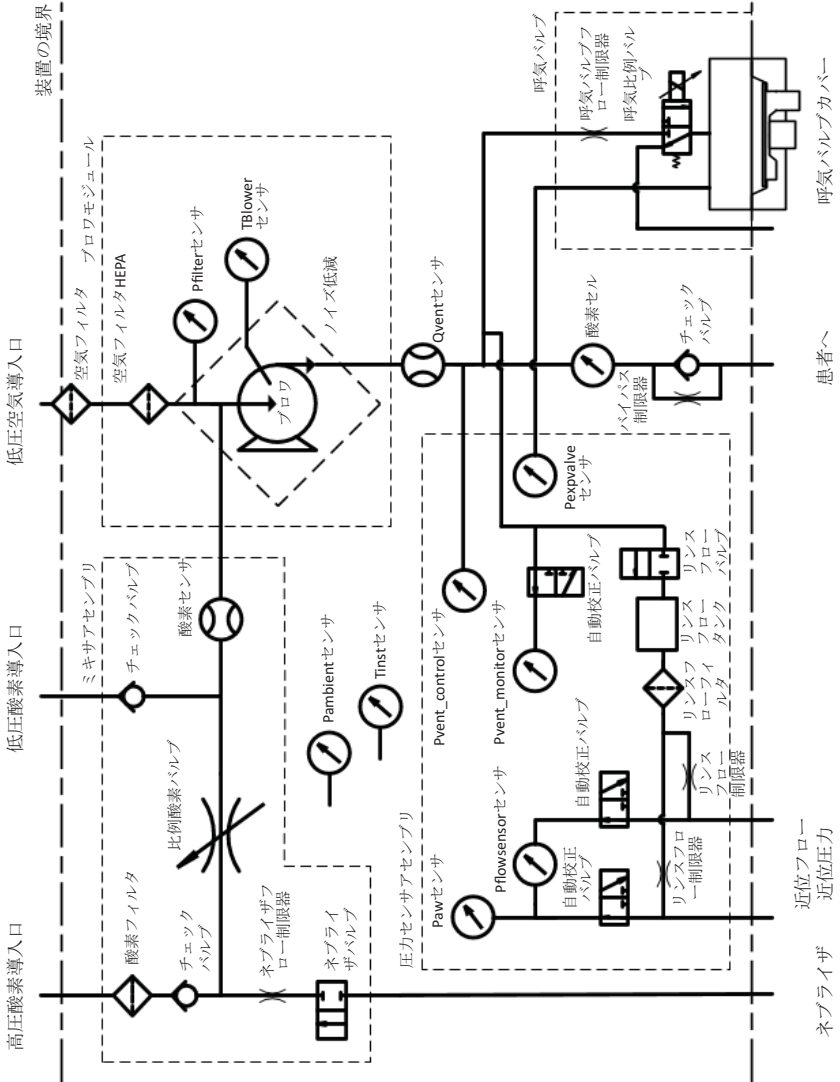 装置の境界
高圧酸素導入口
低圧酸素導入口
低圧空気導入口
ミキサアセンブリ
酸素フィルタ
チェック
バルブ
ネブライザフ
ロー制限器
ネブライ
ザバルブ
比例酸素バルブ
チェックバルブ
酸素センサ
空気フィルタ
ブロワモジュール
空気フィルタHEPA
Pfilterセンサ
TBlower
センサ
ブロワ
ノイズ低減
Pambientセンサ
Tinstセンサ
Qventセンサ
圧力センサアセンブリ
Pawセンサ
Pflowsensorセンサ
自動校正
バルブ
自動校正バルブ
Pvent_controlセンサ
Pvent_monitorセンサ
自動校正バルブ
Pexpvalve
センサ
リンスフロ
ー制限器
リンス
フロー
制限器
リンスフ
ローフィ
ルタ
リンス
フロー
タンク
リンス
フロー
バルブ
酸素セル
バイパス
制限器
チェック
バルブ
呼気バルブ
呼気バルブフ
ロー制限器
呼気比例バル
ブ
ネブライザ
近位フロー
近位圧力
患者へ
呼気バルブカバー